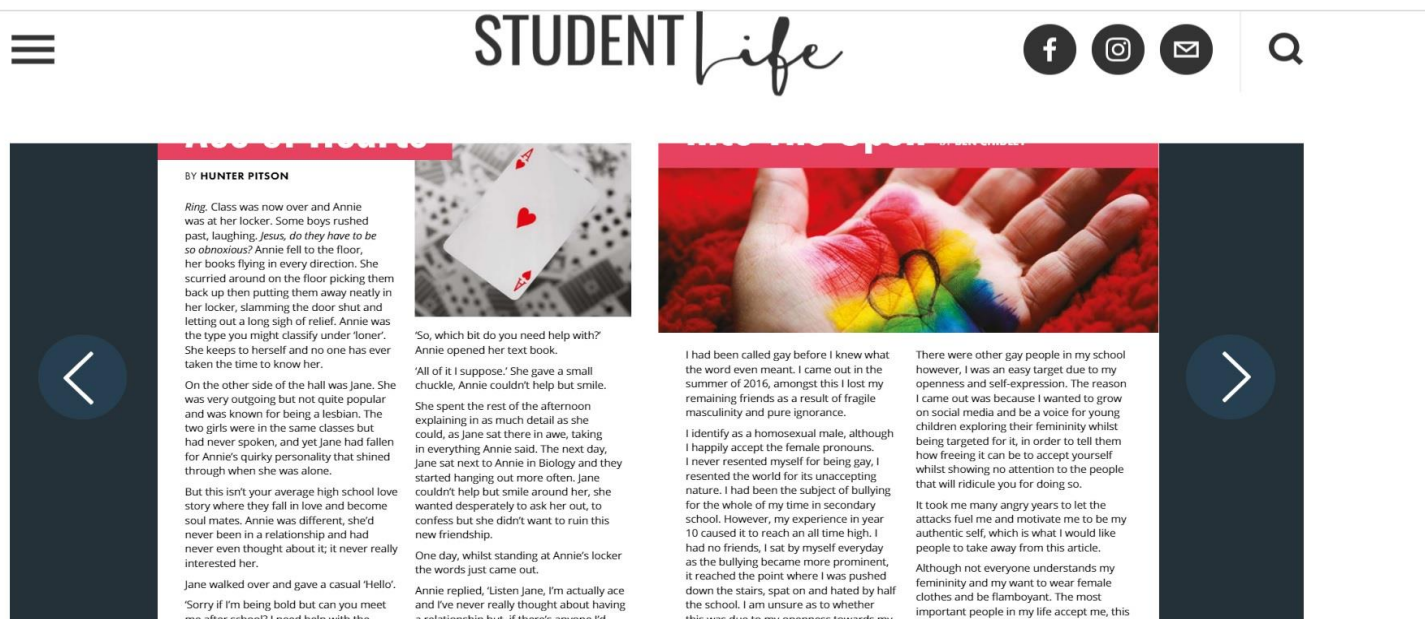 STUDENT Life
Ace of Hearts
BY HUNTER PITSON
Ring. Class was now over and Annie
was at her locker. Some boys rushed
past, laughing. Jesus, do they have to be
so obnoxious? Annie fell to the floor,
her books flying in every direction. She
scurried around on the floor picking them
back up then putting them away neatly in
her locker, slamming the door shut and
letting out a long sigh of relief. Annie was
the type you might classify under ‘loner’.
She keeps to herself and no one has ever
taken the time to know her.
On the other side of the hall was Jane. She
was very outgoing but not quite popular
and was known for being a lesbian. The
two girls were in the same classes but
had never spoken, and yet Jane had fallen
for Annie’s quirky personality that shined
through when she was alone.
But this isn’t your average high school love
story where they fall in love and become
soul mates. Annie was different, she’d
never been in a relationship and had
never even thought about it; it never really
interested her.
Jane walked over and gave a casual ‘Hello’.
‘Sorry if I’m being bold but can you meet
me after school? I need help with the
A
A
‘So, which bit do you need help with?’
Annie opened her text book.
‘All of it I suppose.’ She gave a small
chuckle, Annie couldn’t help but smile.
She spent the rest of the afternoon
explaining in as much detail as she
could, as Jane sat there in awe, taking
in everything Annie said. The next day,
Jane sat next to Annie in Biology and they
started hanging out more often. Jane
couldn’t help but smile around her, she
wanted desperately to ask her out, to
confess but she didn’t want to ruin this
new friendship.
One day, whilst standing at Annie’s locker
the words just came out.
Annie replied, ‘Listen Jane, I’m actually ace
and I’ve never really thought about having
a relationship but, if there’s anyone I’d
The
I had been called gay before I knew what
the word even meant. I came out in the
summer of 2016, amongst this I lost my
remaining friends as a result of fragile
masculinity and pure ignorance.
I identify as a homosexual male, although
I happily accept the female pronouns.
I never resented myself for being gay, I
resented the world for its unaccepting
nature. I had been the subject of bullying
for the whole of my time in secondary
school. However, my experience in year
10 caused it to reach an all time high. I
had no friends, I sat by myself everyday
as the bullying became more prominent,
it reached the point where I was pushed
down the stairs, spat on and hated by half
the school. I am unsure as to whether
this was due to my openness towards my
There were other gay people in my school
however, I was an easy target due to my
openness and self-expression. The reason
I came out was because I wanted to grow
on social media and be a voice for young
children exploring their femininity whilst
being targeted for it, in order to tell them
how freeing it can be to accept yourself
whilst showing no attention to the people
that will ridicule you for doing so.
It took me many angry years to let the
attacks fuel me and motivate me to be my
authentic self, which is what I would like
people to take away from this article.
Although not everyone understands my
femininity and my want to wear female
clothes and be flamboyant. The most
important people in my life accept me, this